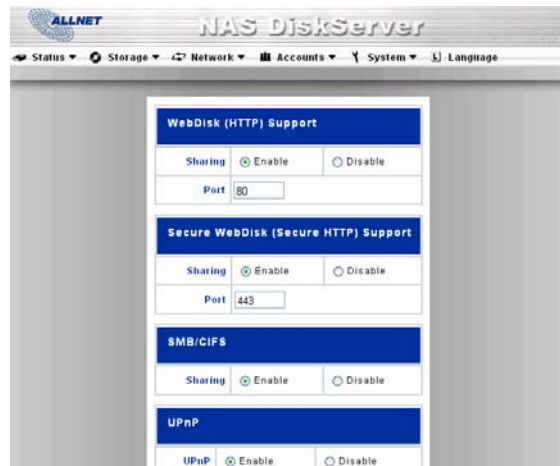 ALLNET
NAS DiskServer
Status Storage Network Accounts System Language
WebDisk (HTTP) Support
Sharing Enable Disable
Port 80
Secure WebDisk (Secure HTTP) Support
Sharing Enable Disable
Port 443
SMB/CIFS
Sharing Enable Disable
UPnP
UPnP Enable Disable